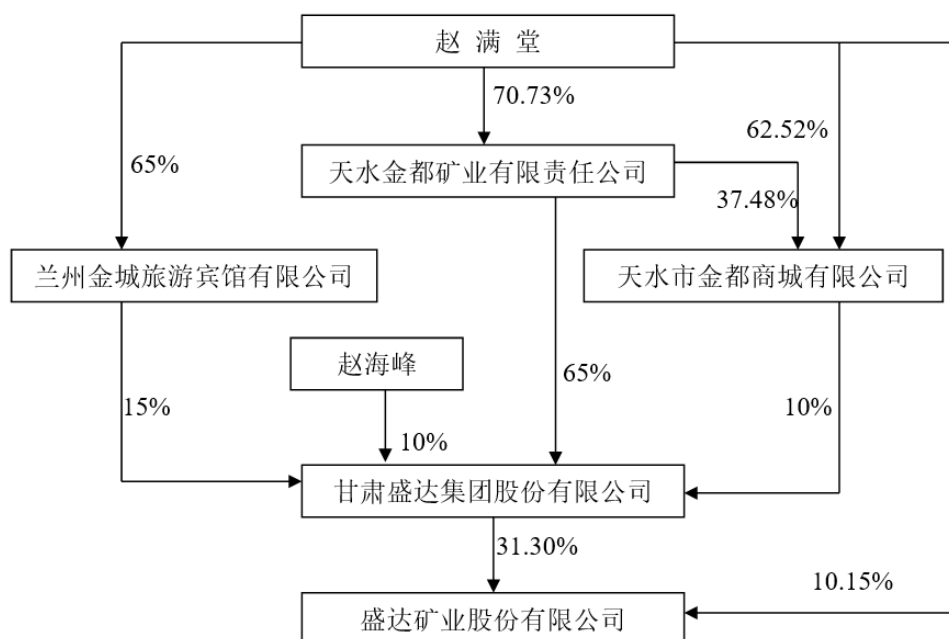 赵 满 堂
70.73%
62.52%
65%
天水金都矿业有限责任公司
37.48%
兰州金城旅游宾馆有限公司
天水市金都商城有限公司
赵海峰
65%
15%
10%
10%
甘肃盛达集团股份有限公司
31.30%
10.15%
盛达矿业股份有限公司